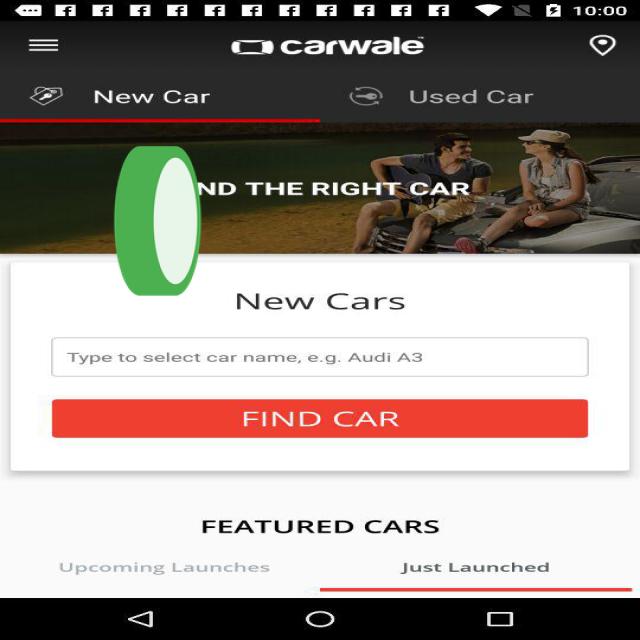 10:00
carwale
New Car
Used Car
ND THE RIGHT CAR
New Cars
Type to select car name, e.g. Audi A3
FIND CAR
FEATURED CARS
Upcoming Launches
Just Launched